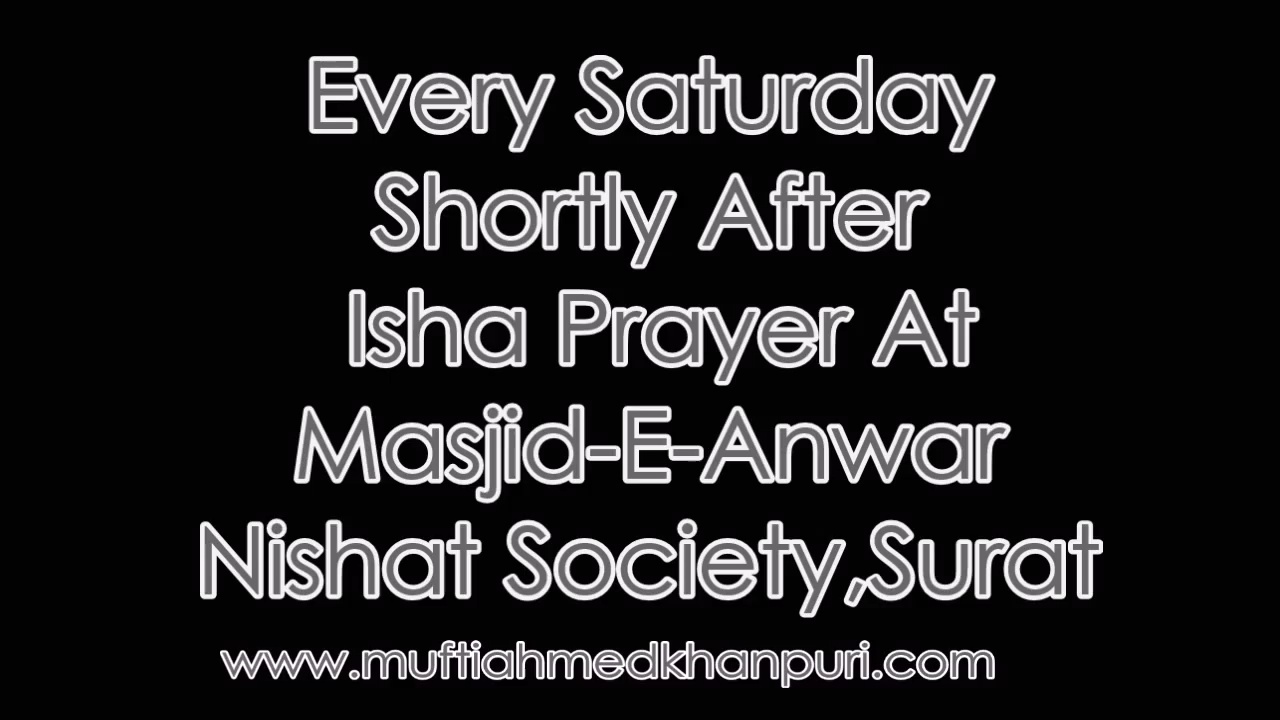 Every Saturday
Shortly After
Isha Prayer At
Masjid-E-Anwar
Nishat Society,Surat
www.muftiahmedkhanpuri.com